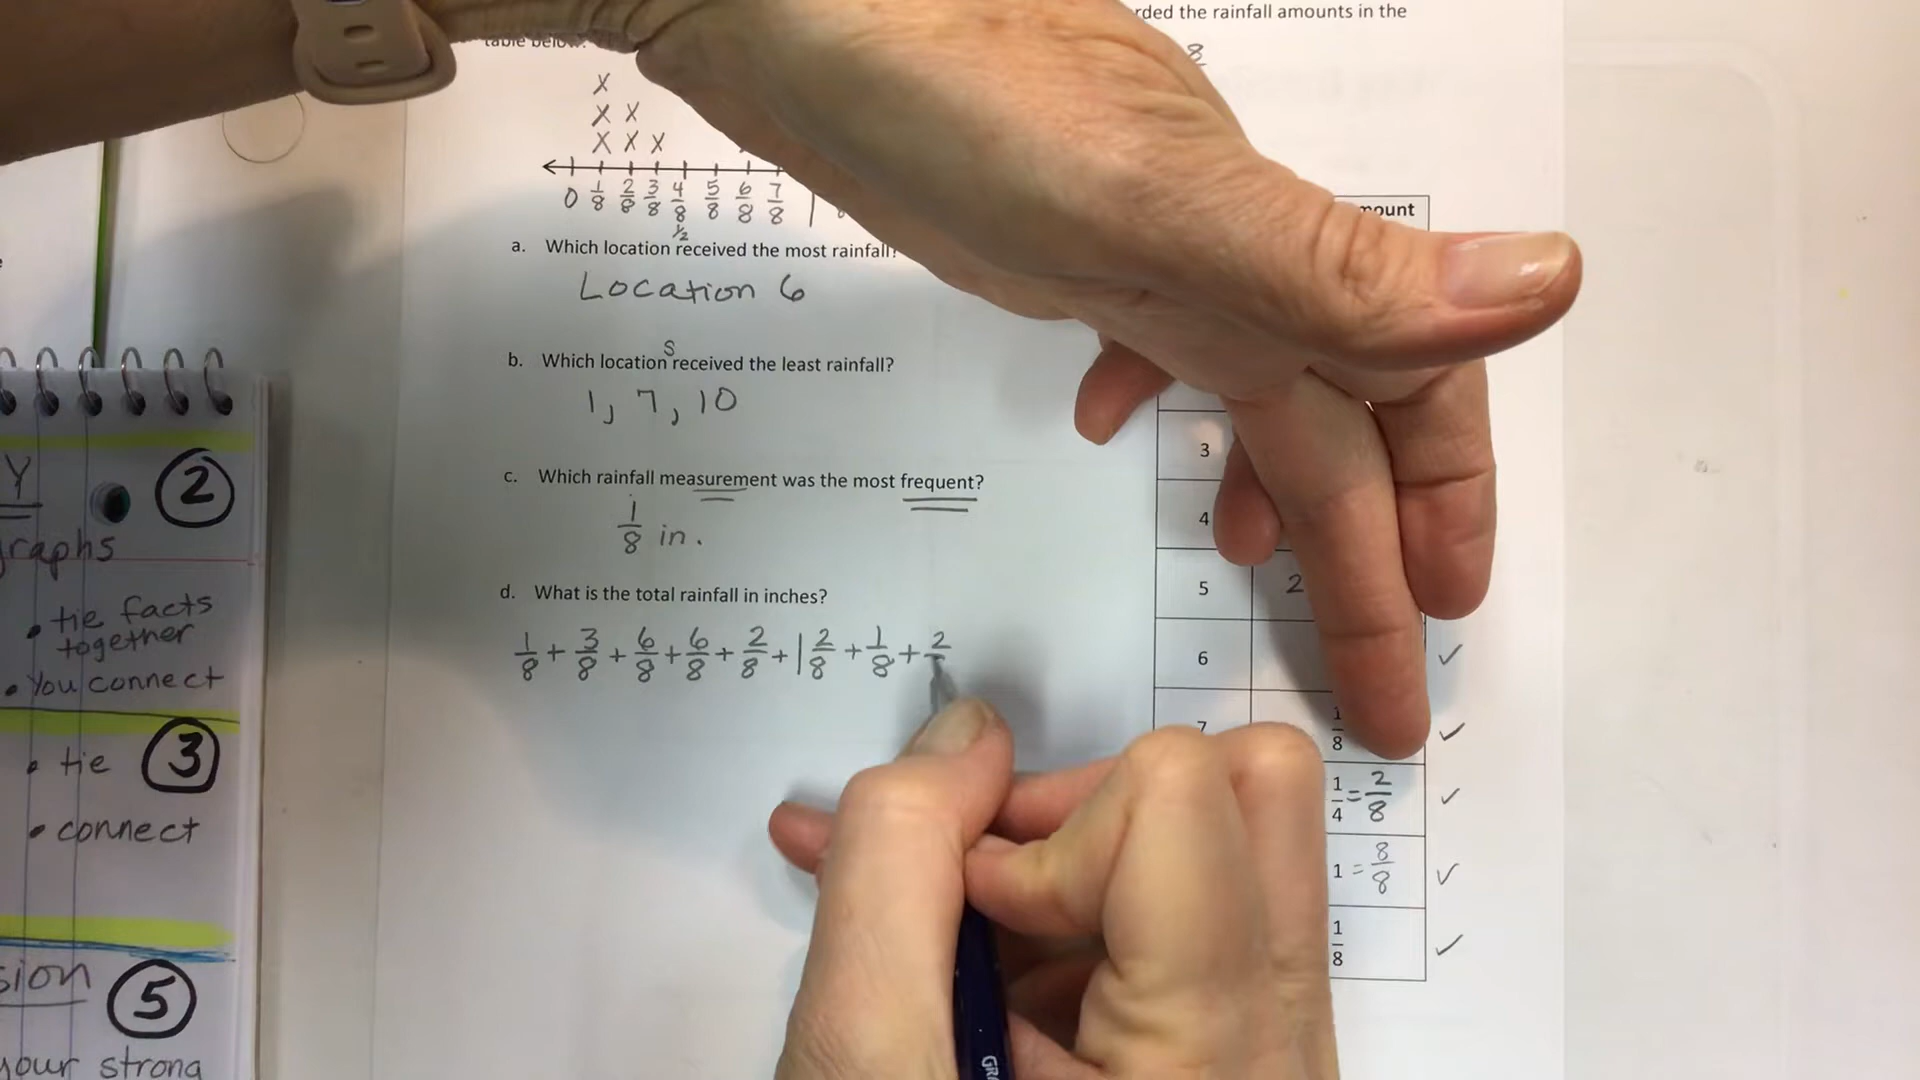 rded the rainfall amounts in the
table below.
8
X
X X
X X X
0 1/8 2/8 3/8 4/8 5/8 6/8 7/8 1
1/2
a. Which location received the most rainfall?
Location 6
b. Which locations received the least rainfall?
1, 7, 10
c. Which rainfall measurement was the most frequent?
1/8 in.
d. What is the total rainfall in inches?
1/8 + 3/8 + 6/8 + 6/8 + 2/8 + 1 2/8 + 1/8 + 2
mount
3
4
5 2
6 ✓
7 1/8 ✓
1/4 = 2/8 ✓
1 = 8/8 ✓
1/8 ✓
Y 2
raphs
• tie facts
together
• You connect
3
• tie
• connect
sion 5
your strong
GRA